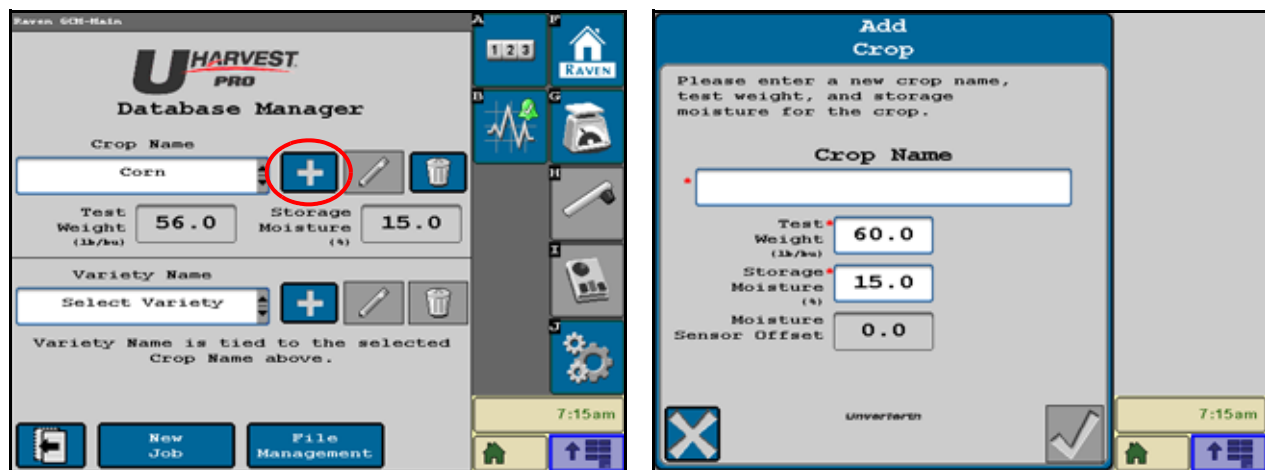 Raven GCM-Main
UHARVEST
PRO
Database Manager
Crop Name
Corn
Test
Weight
(lb/bu)
56.0
Storage
Moisture
(%)
15.0
Variety Name
Select Variety
Variety Name is tied to the selected
Crop Name above.
New
Job
File
Management
A
1 2 3
B
F
RAVEN
G
H
I
J
7:15am
Add
Crop
Please enter a new crop name,
test weight, and storage
moisture for the crop.
Crop Name
*
Test*
Weight
(lb/bu)
60.0
Storage*
Moisture
(%)
15.0
Moisture
Sensor Offset
0.0
Unverferth
7:15am